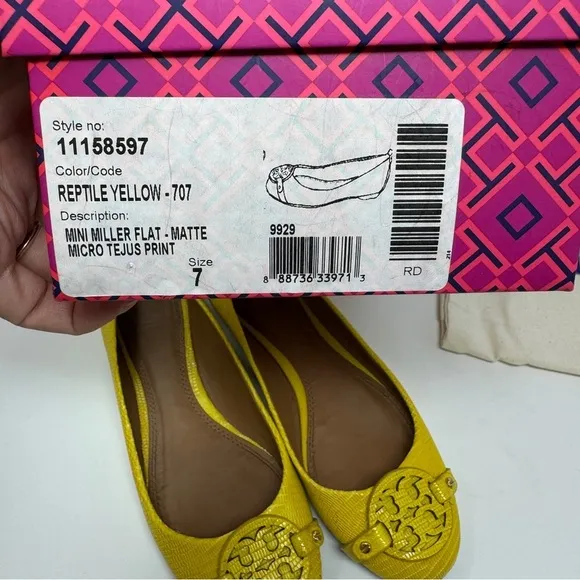 Style no:
11158597
Color/Code
REPTILE YELLOW - 707
Description:
MINI MILLER FLAT - MATTE
MICRO TEJUS PRINT
Size
7
9929
8 88736 33971 3
RD